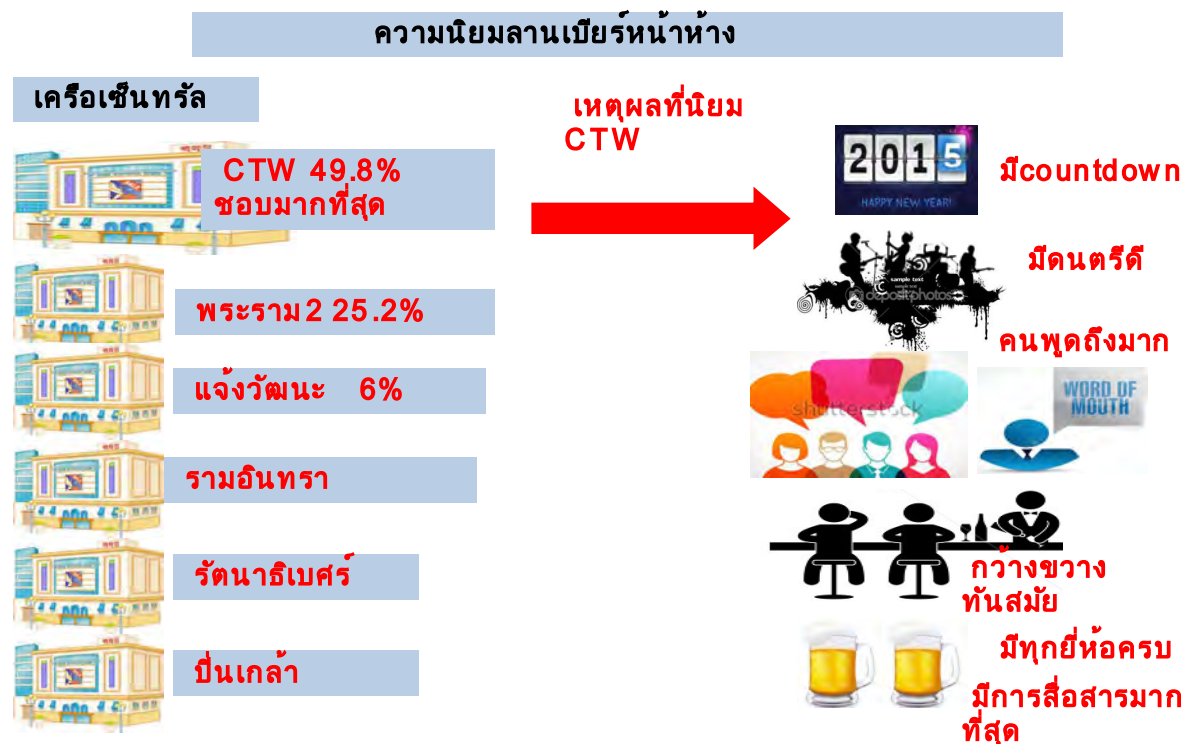 ความนิยมลานเบียร์หน้าห้าง
เครือเซ็นทรัล
CTW 49.8%
ชอบมากที่สุด
พระราม2 25.2%
แจ้งวัฒนะ 6%
รามอินทรา
รัตนาธิเบศร์
ปิ่นเกล้า
เหตุผลที่นิยม
CTW
2015
HAPPY NEW YEAR!
มีcountdown
sample text
depositphotos
มีดนตรีดี
คนพูดถึงมาก
shutterstock
WORD OF
MOUTH
กว้างขวาง
ทันสมัย
มีทุกยี่ห้อครบ
มีการสื่อสารมาก
ที่สุด